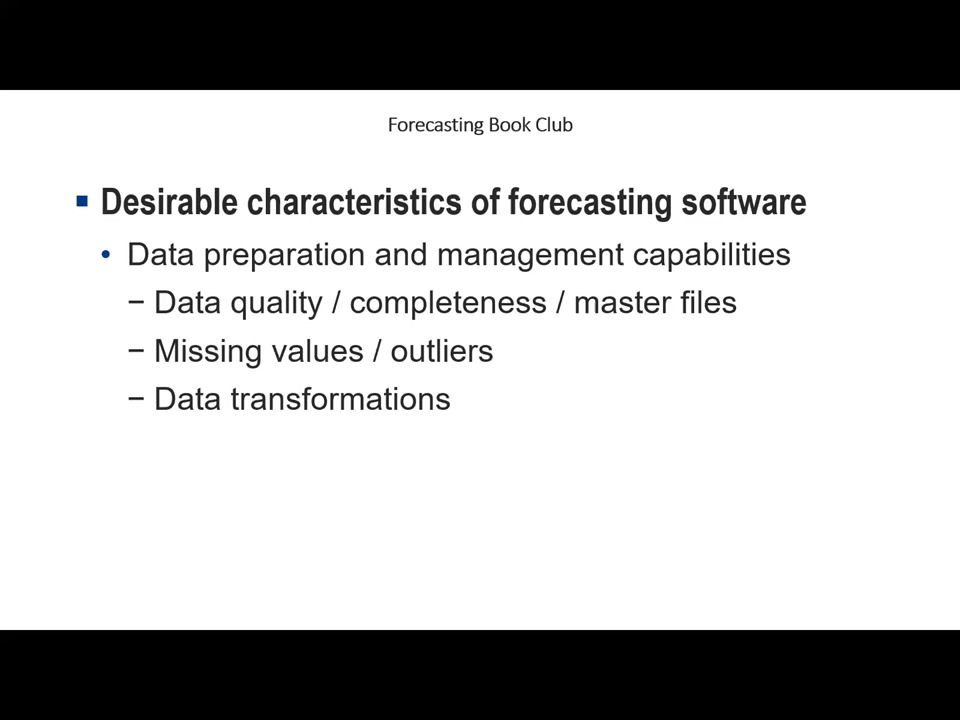 Forecasting Book Club
▪ Desirable characteristics of forecasting software
• Data preparation and management capabilities
− Data quality / completeness / master files
− Missing values / outliers
− Data transformations